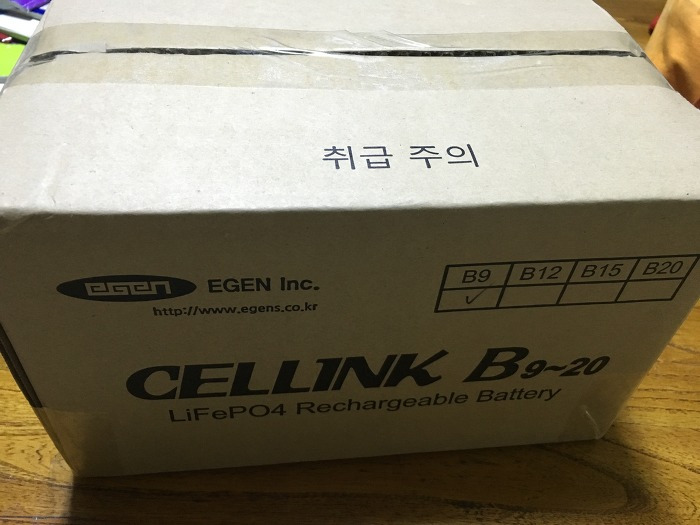 취급 주의
egen EGEN Inc.
http://www.egens.co.kr
B9 B12 B15 B20
✓
CELLINK B9~20
LiFePO4 Rechargeable Battery